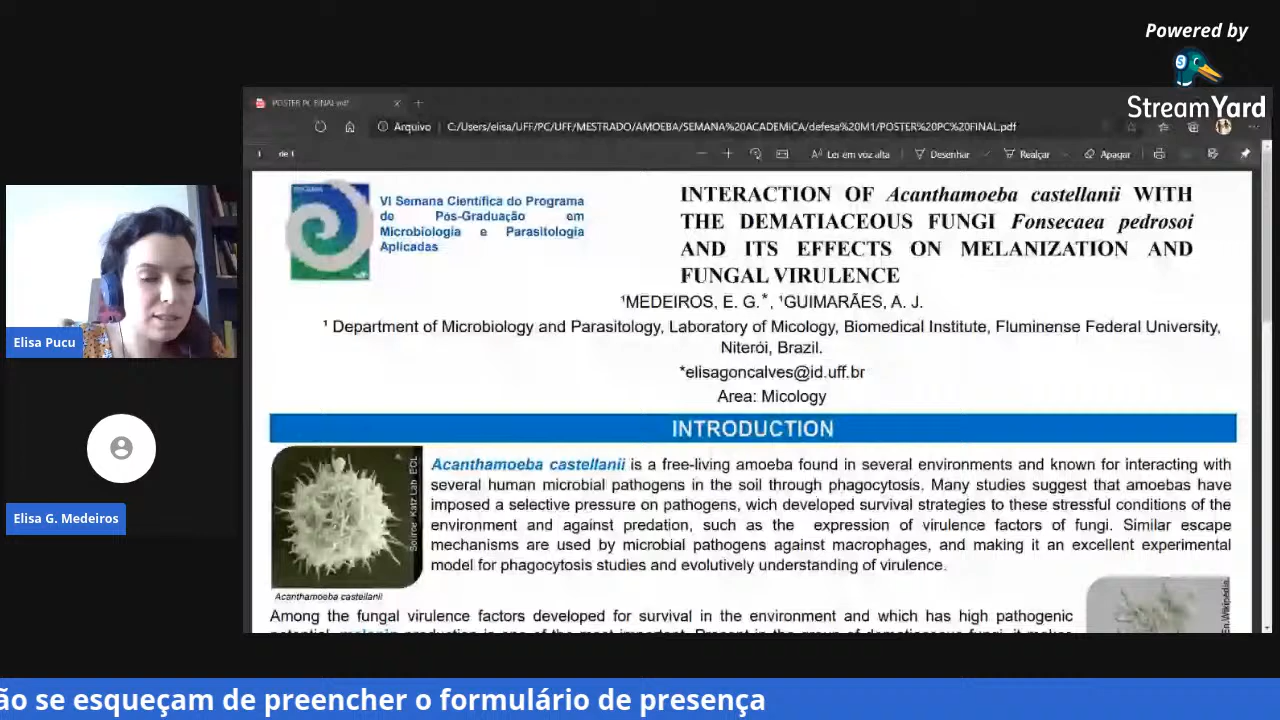 Powered by
StreamYard
POSTER PC FINAL.pdf
Arquivo
C:/Users/elisa/UFF/PC/UFF/MESTRADO/AMOEBA/SEMANA%20ACADEMICA/defesa%20M1/POSTER%20PC%20FINAL.pdf
1 de 1
Ler em voz alta
Desenhar
Realçar
Apagar
VI Semana Científica do Programa
de Pós-Graduação em
Microbiologia e Parasitologia
Aplicadas
INTERACTION OF Acanthamoeba castellanii WITH
THE DEMATIACEOUS FUNGI Fonsecaea pedrosoi
AND ITS EFFECTS ON MELANIZATION AND
FUNGAL VIRULENCE
¹MEDEIROS, E. G.*, ¹GUIMARÃES, A. J.
¹ Department of Microbiology and Parasitology, Laboratory of Micology, Biomedical Institute, Fluminense Federal University,
Niterói, Brazil.
*elisagoncalves@id.uff.br
Area: Micology
INTRODUCTION
Source: Katz Lab EOL
Acanthamoeba castellanii is a free-living amoeba found in several environments and known for interacting with
several human microbial pathogens in the soil through phagocytosis. Many studies suggest that amoebas have
imposed a selective pressure on pathogens, wich developed survival strategies to these stressful conditions of the
environment and against predation, such as the expression of virulence factors of fungi. Similar escape
mechanisms are used by microbial pathogens against macrophages, and making it an excellent experimental
model for phagocytosis studies and evolutively understanding of virulence.
Acanthamoeba castellanii
Among the fungal virulence factors developed for survival in the environment and which has high pathogenic
En.Wikipedia
Elisa Pucu
Elisa G. Medeiros
ão se esqueçam de preencher o formulário de presença